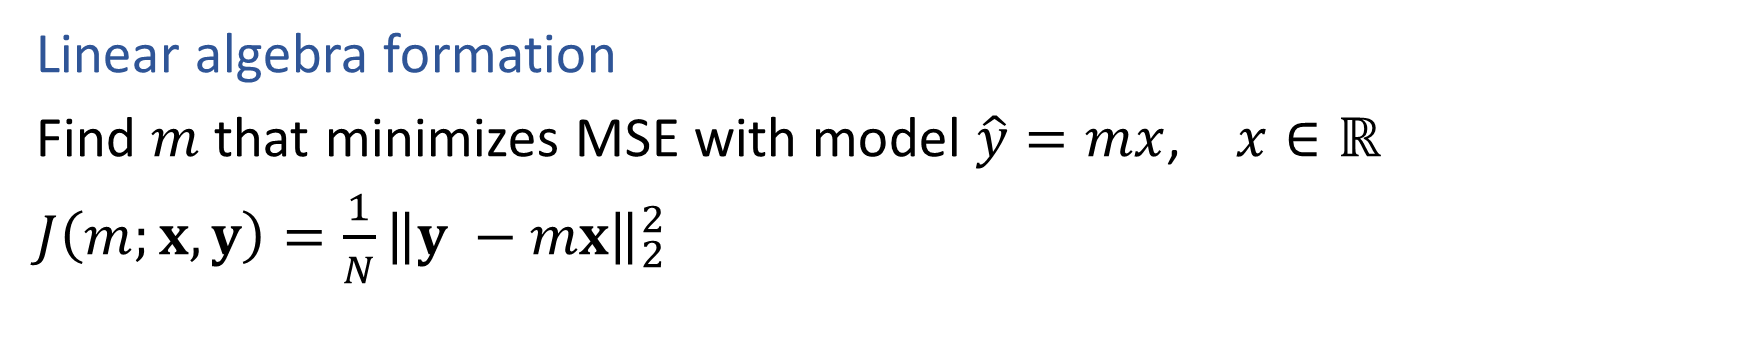 Linear algebra formation
Find m that minimizes MSE with model ŷ = mx, x ∈ ℝ
J(m; x, y) = 1/N ‖y − mx‖₂²